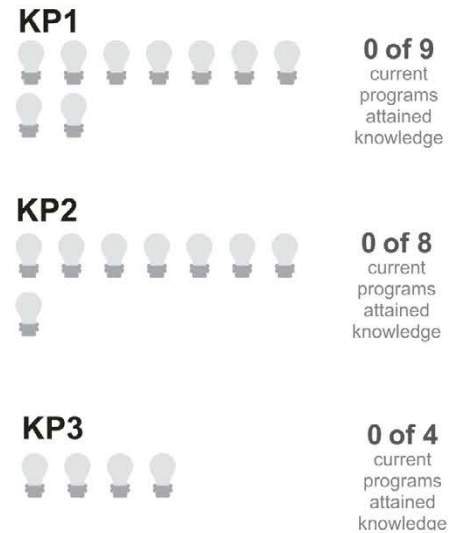 KP1
0 of 9
current
programs
attained
knowledge
KP2
0 of 8
current
programs
attained
knowledge
KP3
0 of 4
current
programs
attained
knowledge